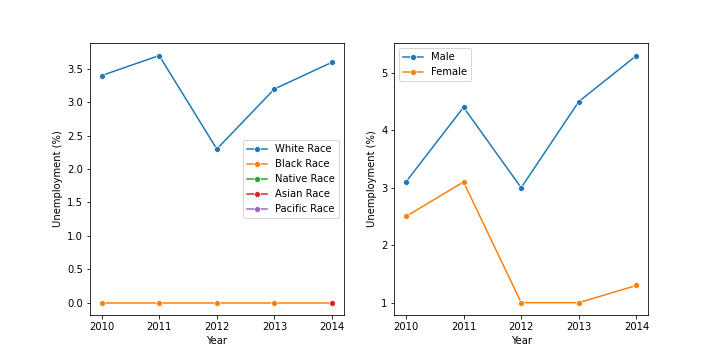 Unemployment (%)
3.5
3.0
2.5
2.0
1.5
1.0
0.5
0.0
White Race
Black Race
Native Race
Asian Race
Pacific Race
2010 2011 2012 2013 2014
Year
Unemployment (%)
5
4
3
2
1
Male
Female
2010 2011 2012 2013 2014
Year